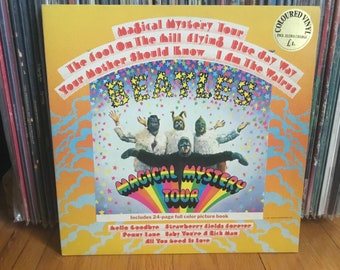 Magical Mystery Tour
The Fool On The Hill Flying Blue Jay Way
Your Mother Should Know I Am The Walrus
COLOURED VINYL
BEATLES
MAGICAL MYSTERY
TOUR
Includes 24-page full color picture book
Hello Goodbye Strawberry Fields Forever
Penny Lane Baby You're A Rich Man
All You Need Is Love